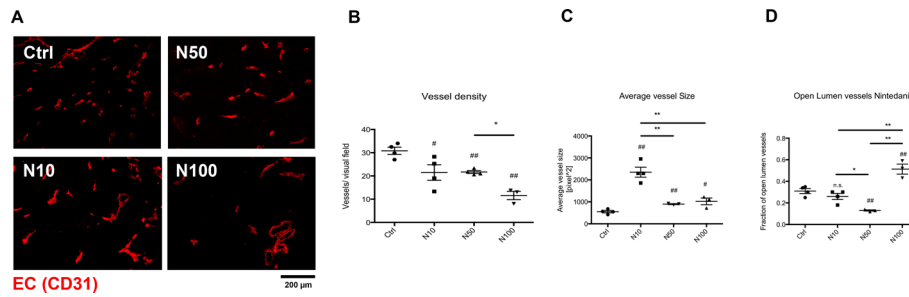 A
Ctrl
N50
N10
N100
EC (CD31)
200 µm
B
Vessel density
Vessels/ visual field
40
30
20
10
0
#
##
*
##
Ctrl
N10
N50
N100
C
Average vessel Size
Average vessel size
[pixel^2]
4000
3000
2000
1000
0
**
**
##
##
#
Ctrl
N10
N50
N100
D
Open Lumen vessels Nintedani
Fraction of open lumen vessels
0.8
0.6
0.4
0.2
0.0
**
**
##
n.s.
*
##
Ctrl
N10
N50
N100